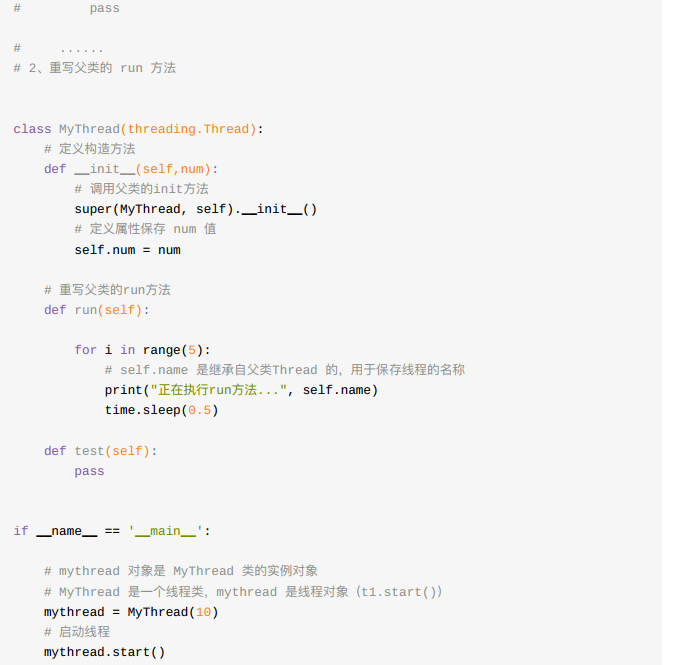 #         pass
#     ......
# 2、重写父类的 run 方法
class MyThread(threading.Thread):
    # 定义构造方法
    def __init__(self,num):
        # 调用父类的init方法
        super(MyThread, self).__init__()
        # 定义属性保存 num 值
        self.num = num
    # 重写父类的run方法
    def run(self):
        for i in range(5):
            # self.name 是继承自父类Thread 的，用于保存线程的名称
            print("正在执行run方法...", self.name)
            time.sleep(0.5)
    def test(self):
        pass
if __name__ == '__main__':
    # mythread 对象是 MyThread 类的实例对象
    # MyThread 是一个线程类，mythread 是线程对象（t1.start()）
    mythread = MyThread(10)
    # 启动线程
    mythread.start()